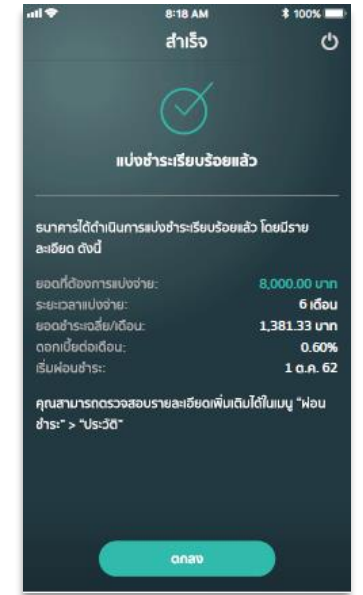 8:18 AM 100%
สำเร็จ
แบ่งชำระเรียบร้อยแล้ว
ธนาคารได้ดำเนินการแบ่งชำระเรียบร้อยแล้ว โดยมีราย
ละเอียด ดังนี้
ยอดที่ต้องการแบ่งจ่าย: 8,000.00 บาท
ระยะเวลาแบ่งจ่าย: 6 เดือน
ยอดชำระเฉลี่ย/เดือน: 1,381.33 บาท
ดอกเบี้ยต่อเดือน: 0.60%
เริ่มผ่อนชำระ: 1 ต.ค. 62
คุณสามารถตรวจสอบรายละเอียดเพิ่มเติมได้ในเมนู “ผ่อน
ชำระ” > “ประวัติ”
ตกลง